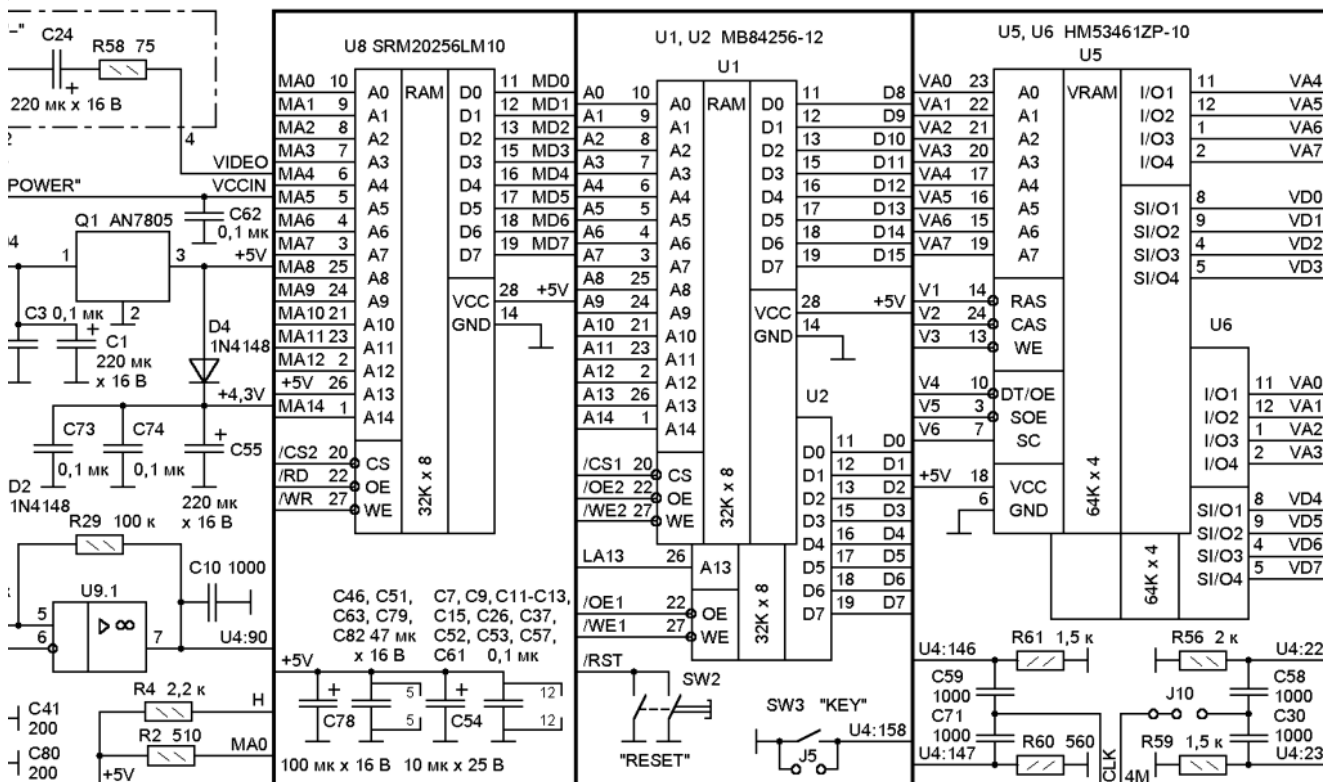 -"
C24
R58 75
220 мк x 16 В
4
VIDEO
POWER"
VCCIN
Q1 AN7805
C62
0,1 мк
1
3
+5V
2
C3 0,1 мк
C1
220 мк
x 16 В
D4
1N4148
+4,3V
C73
0,1 мк
C74
0,1 мк
C55
220 мк
x 16 В
D2
1N4148
R29 100 к
C10 1000
U9.1
5
6
7
U4:90
C41
200
C80
200
R4 2,2 к
H
R2 510
MA0
+5V
U8 SRM20256LM10
MA0 10 A0 RAM D0 11 MD0
MA1 9 A1 D1 12 MD1
MA2 8 A2 D2 13 MD2
MA3 7 A3 D3 15 MD3
MA4 6 A4 D4 16 MD4
MA5 5 A5 D5 17 MD5
MA6 4 A6 D6 18 MD6
MA7 3 A7 D7 19 MD7
MA8 25 A8
MA9 24 A9 VCC 28 +5V
MA10 21 A10 GND 14
MA11 23 A11
MA12 2 A12
+5V 26 A13
MA14 1 A14
/CS2 20 CS
/RD 22 OE
/WR 27 WE
32K x 8
C46, C51,
C63, C79,
C82 47 мк
x 16 В
C7, C9, C11-C13,
C15, C26, C37,
C52, C53, C57,
C61 0,1 мк
+5V
C78
5
5
C54
12
12
100 мк x 16 В
10 мк x 25 В
U1, U2 MB84256-12
U1
A0 10 A0 RAM D0 11 D8
A1 9 A1 D1 12 D9
A2 8 A2 D2 13 D10
A3 7 A3 D3 15 D11
A4 6 A4 D4 16 D12
A5 5 A5 D5 17 D13
A6 4 A6 D6 18 D14
A7 3 A7 D7 19 D15
A8 25 A8
A9 24 A9 VCC 28 +5V
A10 21 A10 GND 14
A11 23 A11
A12 2 A12
A13 26 A13
A14 1 A14
/CS1 20 CS
/OE2 22 OE
/WE2 27 WE
32K x 8
U2
D0 11 D0
D1 12 D1
D2 13 D2
D3 15 D3
D4 16 D4
D5 17 D5
D6 18 D6
D7 19 D7
LA13 26 A13
/OE1 22 OE
/WE1 27 WE
32K x 8
/RST
SW2
"RESET"
SW3 "KEY"
U4:158
J5
U5, U6 HM53461ZP-10
U5
VA0 23 A0 VRAM I/O1 11 VA4
VA1 22 A1 I/O2 12 VA5
VA2 21 A2 I/O3 1 VA6
VA3 20 A3 I/O4 2 VA7
VA4 17 A4
VA5 16 A5 SI/O1 8 VD0
VA6 15 A6 SI/O2 9 VD1
VA7 19 A7 SI/O3 4 VD2
SI/O4 5 VD3
V1 14 RAS
V2 24 CAS
V3 13 WE
V4 10 DT/OE
V5 3 SOE
V6 7 SC
+5V 18 VCC
6 GND
64K x 4
U6
I/O1 11 VA0
I/O2 12 VA1
I/O3 1 VA2
I/O4 2 VA3
SI/O1 8 VD4
SI/O2 9 VD5
SI/O3 4 VD6
SI/O4 5 VD7
64K x 4
U4:146
R61 1,5 к
R56 2 к
U4:22
C59
1000
C58
1000
J10
C71
1000
C30
1000
U4:147
R60 560
CLK
4M
R59 1,5 к
U4:23